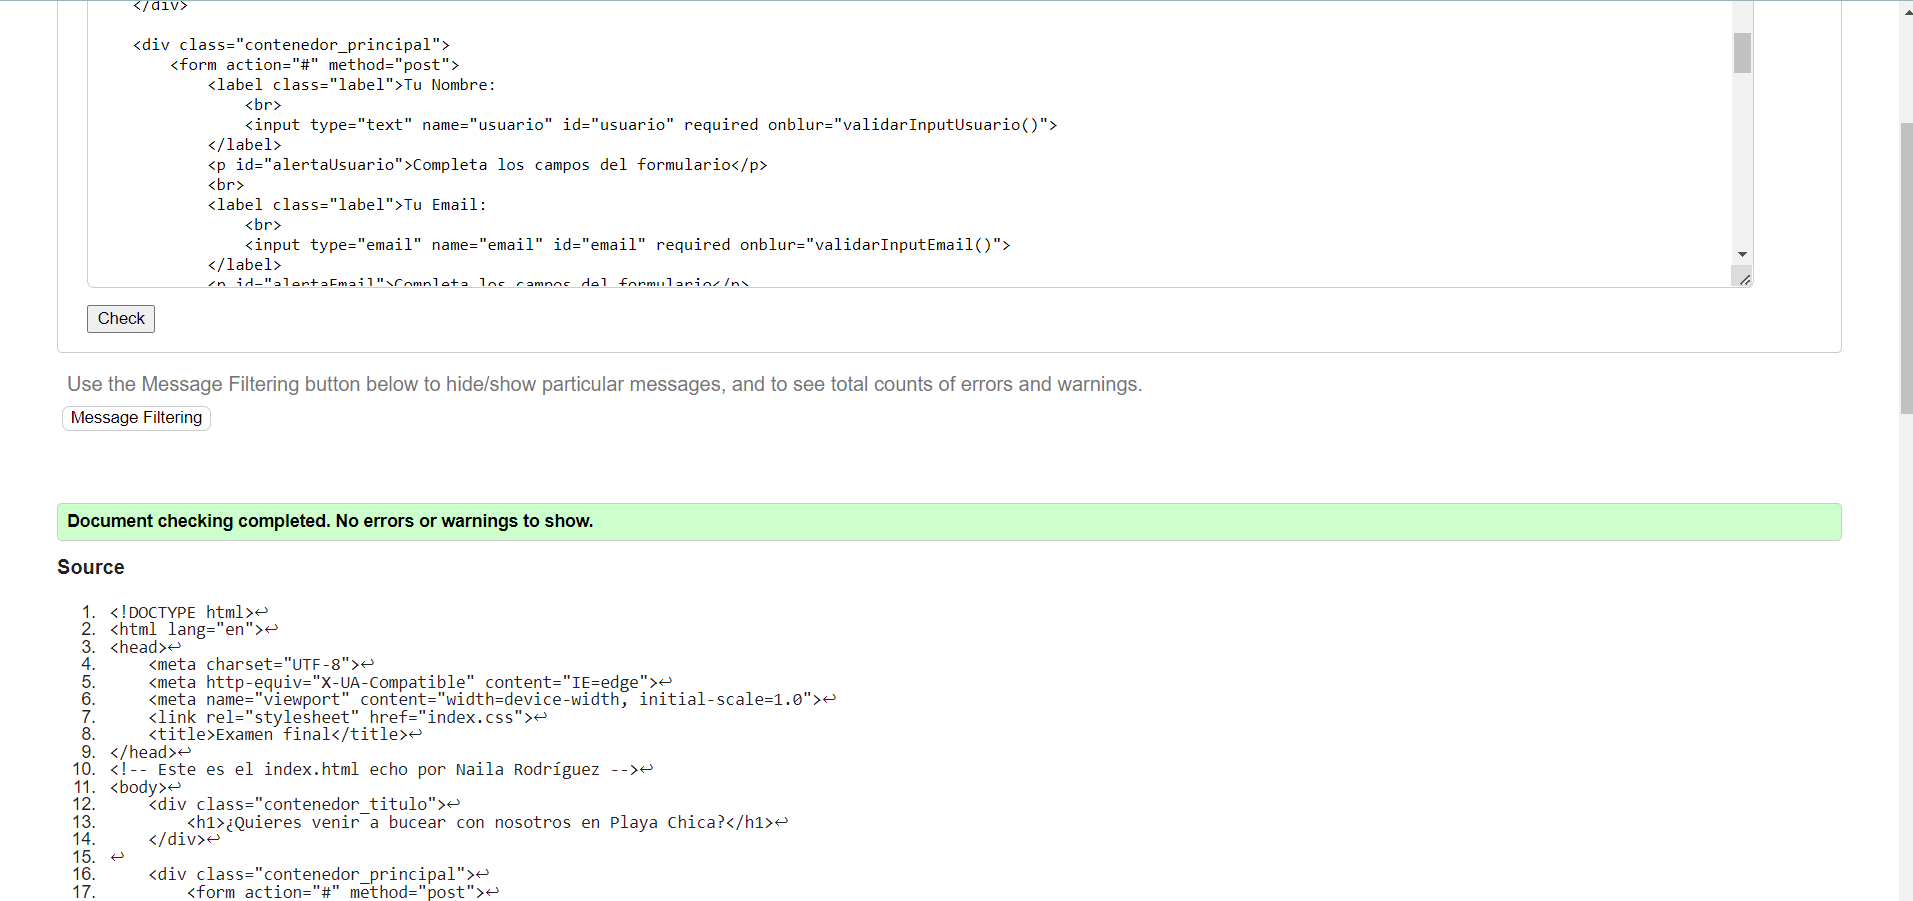 </div>
<div class="contenedor_principal">
<form action="#" method="post">
<label class="label">Tu Nombre:
<br>
<input type="text" name="usuario" id="usuario" required onblur="validarInputUsuario()">
</label>
<p id="alertaUsuario">Completa los campos del formulario</p>
<br>
<label class="label">Tu Email:
<br>
<input type="email" name="email" id="email" required onblur="validarInputEmail()">
</label>
<p id="alertaEmail">Completa los campos del formulario</p>
Check
Use the Message Filtering button below to hide/show particular messages, and to see total counts of errors and warnings.
Message Filtering
Document checking completed. No errors or warnings to show.
Source
1. <!DOCTYPE html>↩
2. <html lang="en">↩
3. <head>↩
4. <meta charset="UTF-8">↩
5. <meta http-equiv="X-UA-Compatible" content="IE=edge">↩
6. <meta name="viewport" content="width=device-width, initial-scale=1.0">↩
7. <link rel="stylesheet" href="index.css">↩
8. <title>Examen final</title>↩
9. </head>↩
10. <!-- Este es el index.html echo por Naila Rodríguez -->↩
11. <body>↩
12. <div class="contenedor_titulo">↩
13. <h1>¿Quieres venir a bucear con nosotros en Playa Chica?</h1>↩
14. </div>↩
15. ↩
16. <div class="contenedor_principal">↩
17. <form action="#" method="post">↩